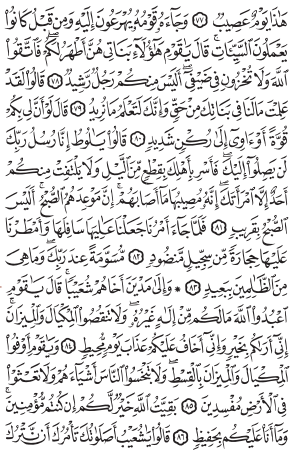 هَٰذَا يَوْمٌ عَصِيبٌ ٧٧ وَجَآءَهُۥ قَوْمُهُۥ يُهْرَعُونَ إِلَيْهِ وَمِن قَبْلُ كَانُوا۟
يَعْمَلُونَ ٱلسَّيِّـَٔاتِ ۚ قَالَ يَٰقَوْمِ هَٰٓؤُلَآءِ بَنَاتِى هُنَّ أَطْهَرُ لَكُمْ ۖ فَٱتَّقُوا۟
ٱللَّهَ وَلَا تُخْزُونِ فِى ضَيْفِىٓ ۖ أَلَيْسَ مِنكُمْ رَجُلٌ رَّشِيدٌ ٧٨ قَالُوا۟ لَقَدْ
عَلِمْتَ مَا لَنَا فِى بَنَاتِكَ مِنْ حَقٍّ وَإِنَّكَ لَتَعْلَمُ مَا نُرِيدُ ٧٩ قَالَ لَوْ أَنَّ لِى بِكُمْ
قُوَّةً أَوْ ءَاوِىٓ إِلَىٰ رُكْنٍ شَدِيدٍ ٨٠ قَالُوا۟ يَٰلُوطُ إِنَّا رُسُلُ رَبِّكَ
لَن يَصِلُوٓا۟ إِلَيْكَ ۖ فَأَسْرِ بِأَهْلِكَ بِقِطْعٍ مِّنَ ٱلَّيْلِ وَلَا يَلْتَفِتْ مِنكُمْ
أَحَدٌ إِلَّا ٱمْرَأَتَكَ ۖ إِنَّهُۥ مُصِيبُهَا مَآ أَصَابَهُمْ ۚ إِنَّ مَوْعِدَهُمُ ٱلصُّبْحُ ۚ أَلَيْسَ
ٱلصُّبْحُ بِقَرِيبٍ ٨١ فَلَمَّا جَآءَ أَمْرُنَا جَعَلْنَا عَٰلِيَهَا سَافِلَهَا وَأَمْطَرْنَا
عَلَيْهَا حِجَارَةً مِّن سِجِّيلٍ مَّنضُودٍ ٨٢ مُّسَوَّمَةً عِندَ رَبِّكَ ۖ وَمَا هِىَ
مِنَ ٱلظَّٰلِمِينَ بِبَعِيدٍ ٨٣ ۞ وَإِلَىٰ مَدْيَنَ أَخَاهُمْ شُعَيْبًا ۚ قَالَ يَٰقَوْمِ
ٱعْبُدُوا۟ ٱللَّهَ مَا لَكُم مِّنْ إِلَٰهٍ غَيْرُهُۥ ۖ وَلَا تَنقُصُوا۟ ٱلْمِكْيَالَ وَٱلْمِيزَانَ ۚ
إِنِّىٓ أَرَىٰكُم بِخَيْرٍ وَإِنِّىٓ أَخَافُ عَلَيْكُمْ عَذَابَ يَوْمٍ مُّحِيطٍ ٨٤ وَيَٰقَوْمِ أَوْفُوا۟
ٱلْمِكْيَالَ وَٱلْمِيزَانَ بِٱلْقِسْطِ ۖ وَلَا تَبْخَسُوا۟ ٱلنَّاسَ أَشْيَآءَهُمْ وَلَا تَعْثَوْا۟
فِى ٱلْأَرْضِ مُفْسِدِينَ ٨٥ بَقِيَّتُ ٱللَّهِ خَيْرٌ لَّكُمْ إِن كُنتُم مُّؤْمِنِينَ ۚ
وَمَآ أَنَا۠ عَلَيْكُم بِحَفِيظٍ ٨٦ قَالُوا۟ يَٰشُعَيْبُ أَصَلَوٰتُكَ تَأْمُرُكَ أَن نَّتْرُكَ